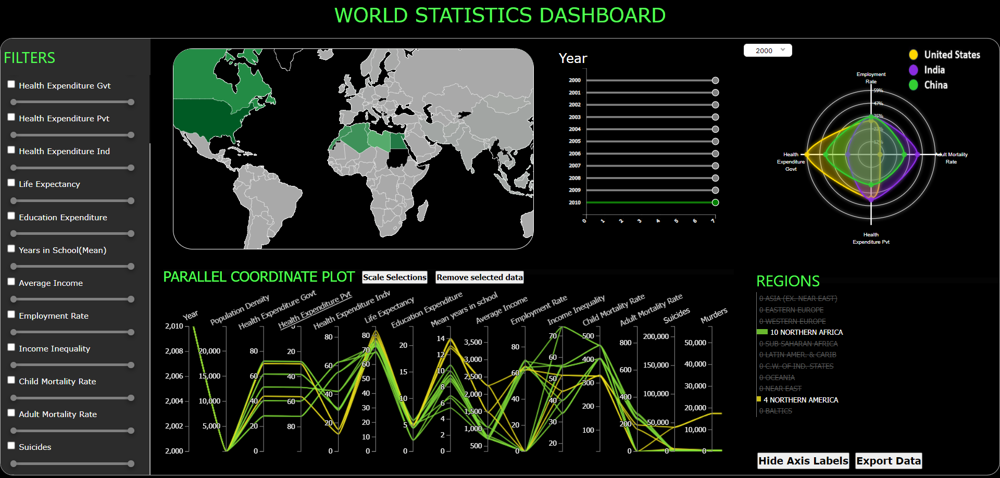 WORLD STATISTICS DASHBOARD
FILTERS
Health Expenditure Gvt
Health Expenditure Pvt
Health Expenditure Ind
Life Expectancy
Education Expenditure
Years in School(Mean)
Average Income
Employment Rate
Income Inequality
Child Mortality Rate
Adult Mortality Rate
Suicides
Year
2000
2001
2002
2003
2004
2005
2006
2007
2008
2009
2010
0 1 2 3 4 5 6 7
2000
United States
India
China
Employment
Rate
59%
47%
35%
23%
12%
Health
Expenditure
Govt
Adult Mortality
Rate
Health
Expenditure Pvt
PARALLEL COORDINATE PLOT
Scale Selections
Remove selected data
Year
2,010
2,008
2,006
2,004
2,002
2,000
Population Density
20,000
15,000
10,000
5,000
Health Expenditure Govt
80
60
40
20
0
Health Expenditure Pvt
0
20
40
60
80
Health Expenditure Indv
80
60
40
20
0
Life Expectancy
80
70
60
50
40
30
20
10
0
Education Expenditure
20
15
10
5
0
Mean years in school
14
12
10
8
6
4
2
0
Average Income
3,500
3,000
2,500
2,000
1,500
1,000
500
Employment Rate
80
60
40
20
0
Income Inequality
70
60
50
40
30
20
Child Mortality Rate
500
400
300
200
100
Adult Mortality Rate
800
600
400
200
0
Suicides
200,000
150,000
100,000
50,000
0
Murders
50,000
40,000
30,000
20,000
10,000
0
REGIONS
0 ASIA (EX. NEAR EAST)
0 EASTERN EUROPE
0 WESTERN EUROPE
10 NORTHERN AFRICA
0 SUB SAHARAN AFRICA
0 LATIN AMER. & CARIB
0 C.W. OF IND. STATES
0 OCEANIA
0 NEAR EAST
4 NORTHERN AMERICA
0 BALTICS
Hide Axis Labels
Export Data